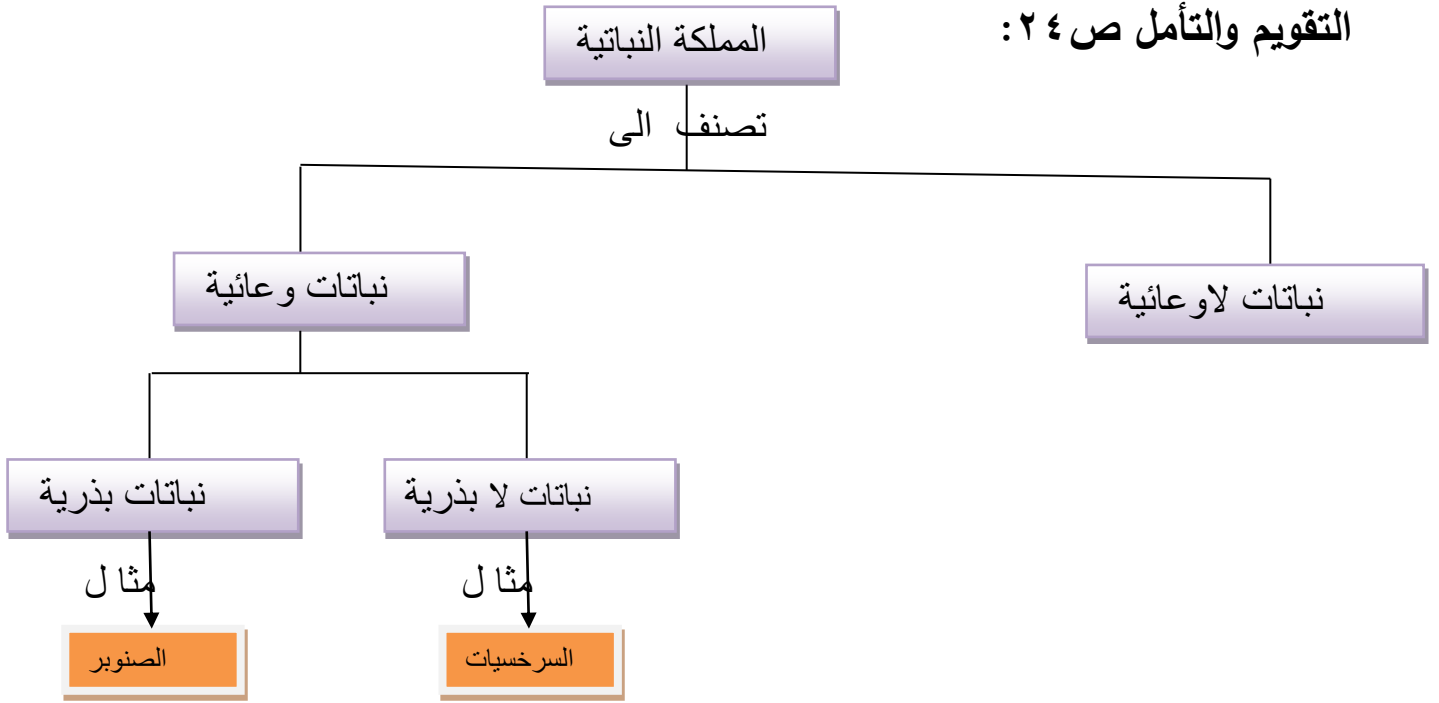 التقويم والتأمل ص٢٤:
المملكة النباتية
تصنف الى
نباتات وعائية
نباتات لاوعائية
نباتات بذرية
نباتات لا بذرية
مثا ل
مثا ل
الصنوبر
السرخسيات